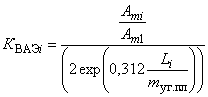 K_ВАЭi = (A_mi / A_m1) / (2 exp(0,312 L_i / m_уг.пл))